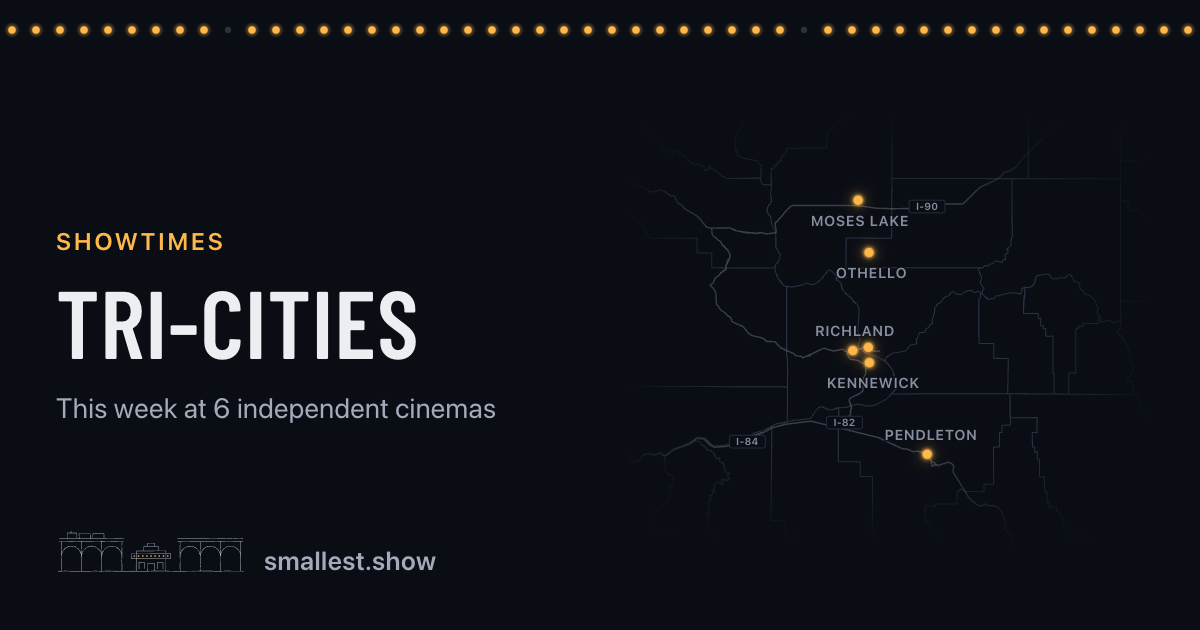 SHOWTIMES
TRI-CITIES
This week at 6 independent cinemas
smallest.show
I-90
MOSES LAKE
OTHELLO
RICHLAND
KENNEWICK
I-82
PENDLETON
I-84